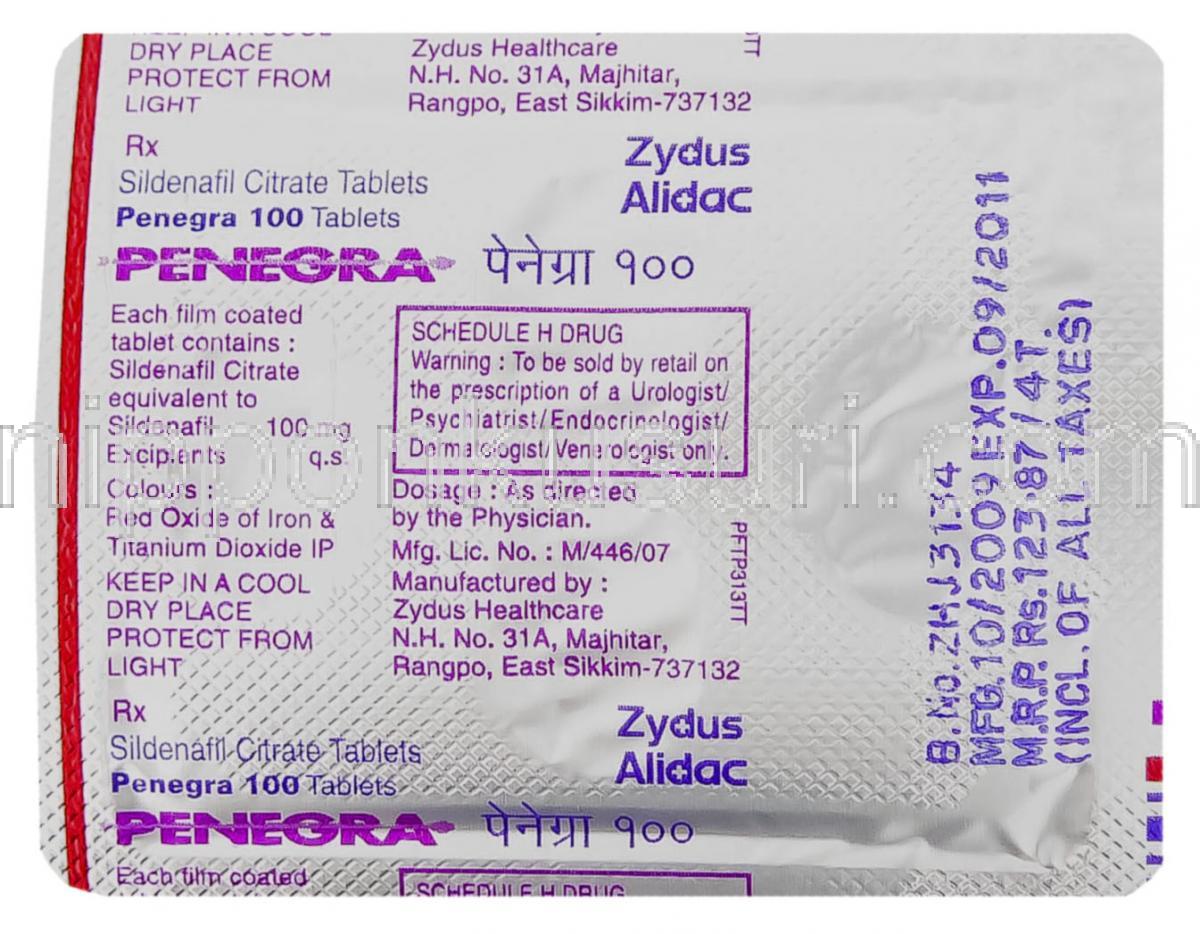 DRY PLACE
PROTECT FROM
LIGHT
Zydus Healthcare
N.H. No. 31A, Majhitar,
Rangpo, East Sikkim-737132
TT
Rx
Sildenafil Citrate Tablets
Penegra 100 Tablets
Zydus
Alidac
PENEGRA पेनेग्रा १००
Each film coated
tablet contains :
Sildenafil Citrate
equivalent to
Sildenafil 100 mg
Excipients q.s.
Colours :
Red Oxide of Iron &
Titanium Dioxide IP
KEEP IN A COOL
DRY PLACE
PROTECT FROM
LIGHT
SCHEDULE H DRUG
Warning : To be sold by retail on
the prescription of a Urologist/
Psychiatrist/Endocrinologist/
Dermatologist/Venerologist only.
Dosage : As directed
by the Physician.
Mfg. Lic. No. : M/446/07
Manufactured by :
Zydus Healthcare
N.H. No. 31A, Majhitar,
Rangpo, East Sikkim-737132
PFTP313TT
B.No.ZHJ3134
MFG.10/2009 EXP.09/2011
M.R.P. Rs.123.87/4T.
(INCL.OF ALL TAXES)
Rx
Sildenafil Citrate Tablets
Penegra 100 Tablets
Zydus
Alidac
PENEGRA पेनेग्रा १००
Each film coated
SCHEDULE H DRUG